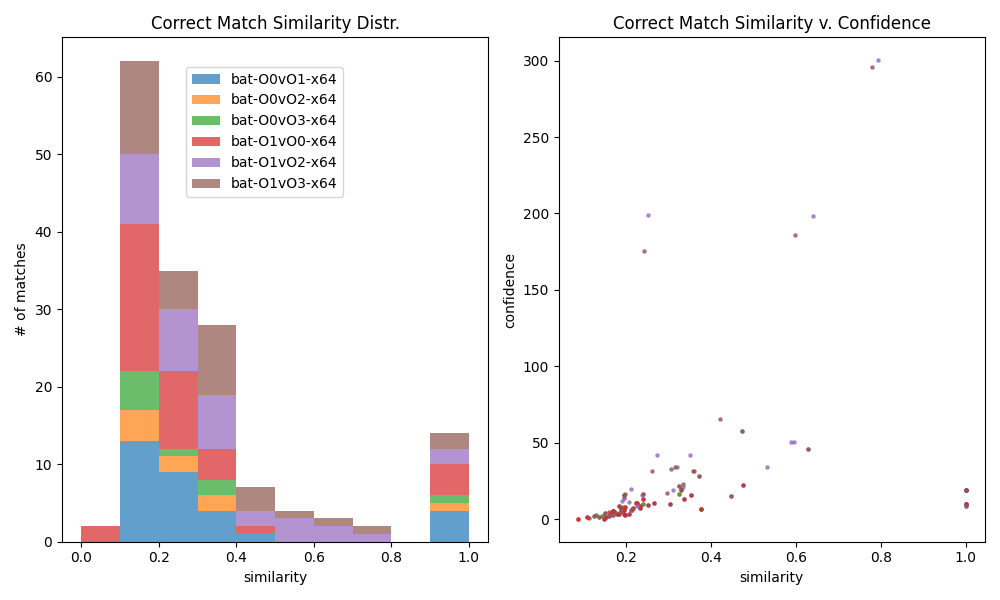 Correct Match Similarity Distr.
60
50
40
30
20
10
0
# of matches
bat-O0vO1-x64
bat-O0vO2-x64
bat-O0vO3-x64
bat-O1vO0-x64
bat-O1vO2-x64
bat-O1vO3-x64
0.0 0.2 0.4 0.6 0.8 1.0
similarity
Correct Match Similarity v. Confidence
300
250
200
150
100
50
0
confidence
0.2 0.4 0.6 0.8 1.0
similarity